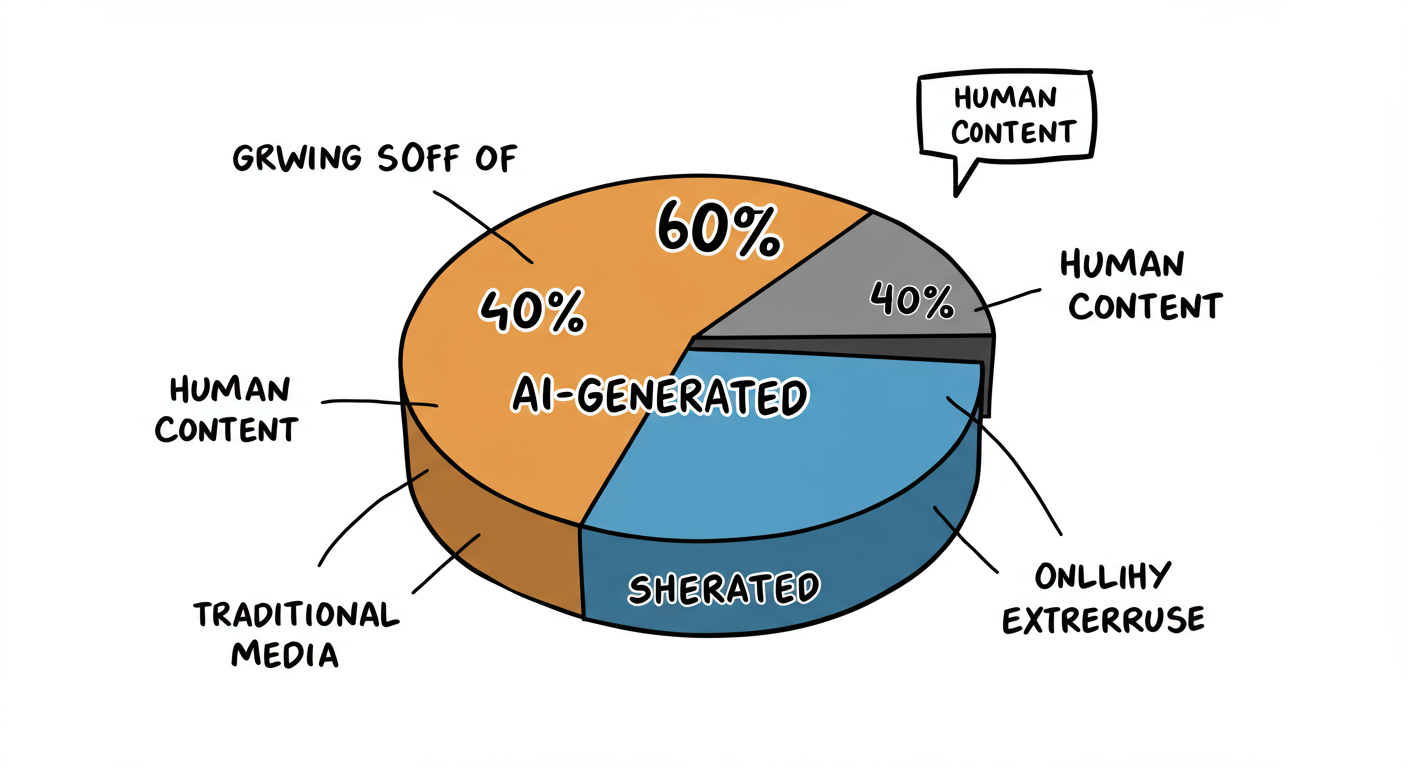 HUMAN
CONTENT
GRWING SOFF OF
60%
40%
40%
HUMAN
CONTENT
AI-GENERATED
HUMAN
CONTENT
SHERATED
ONLLIHY
EXTRERRUSE
TRADITIONAL
MEDIA